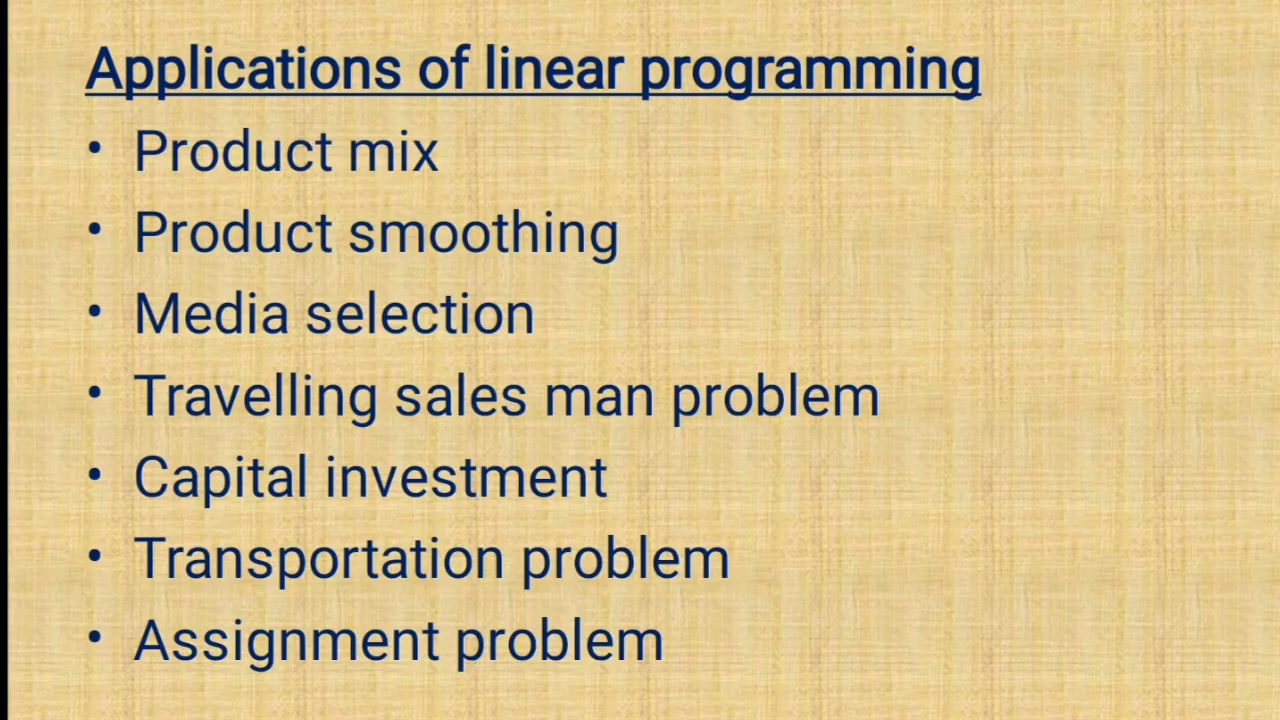 Applications of linear programming
• Product mix
• Product smoothing
• Media selection
• Travelling sales man problem
• Capital investment
• Transportation problem
• Assignment problem